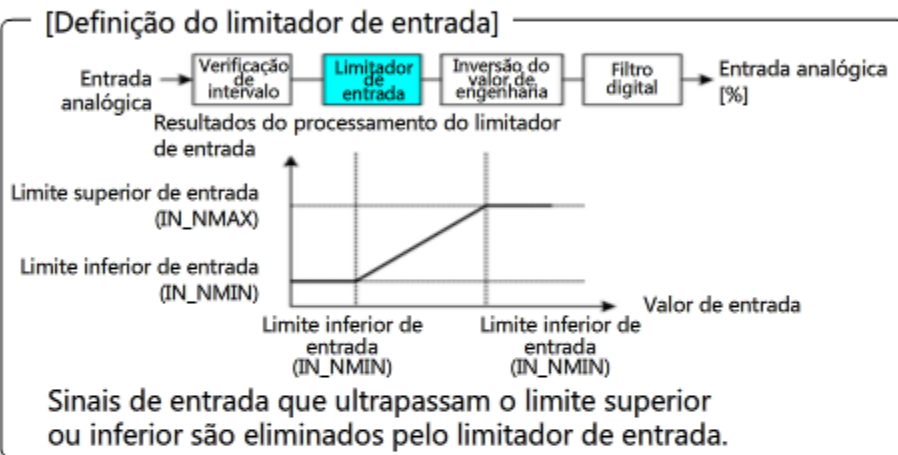 [Definição do limitador de entrada]
Entrada
analógica
Verificação
de
intervalo
Limitador
de
entrada
Inversão do
valor de
engenharia
Filtro
digital
Entrada analógica
[%]
Resultados do processamento do limitador
de entrada
Limite superior de entrada
(IN_NMAX)
Limite inferior de entrada
(IN_NMIN)
Valor de entrada
Limite inferior de
entrada
(IN_NMIN)
Limite inferior de
entrada
(IN_NMIN)
Sinais de entrada que ultrapassam o limite superior
ou inferior são eliminados pelo limitador de entrada.